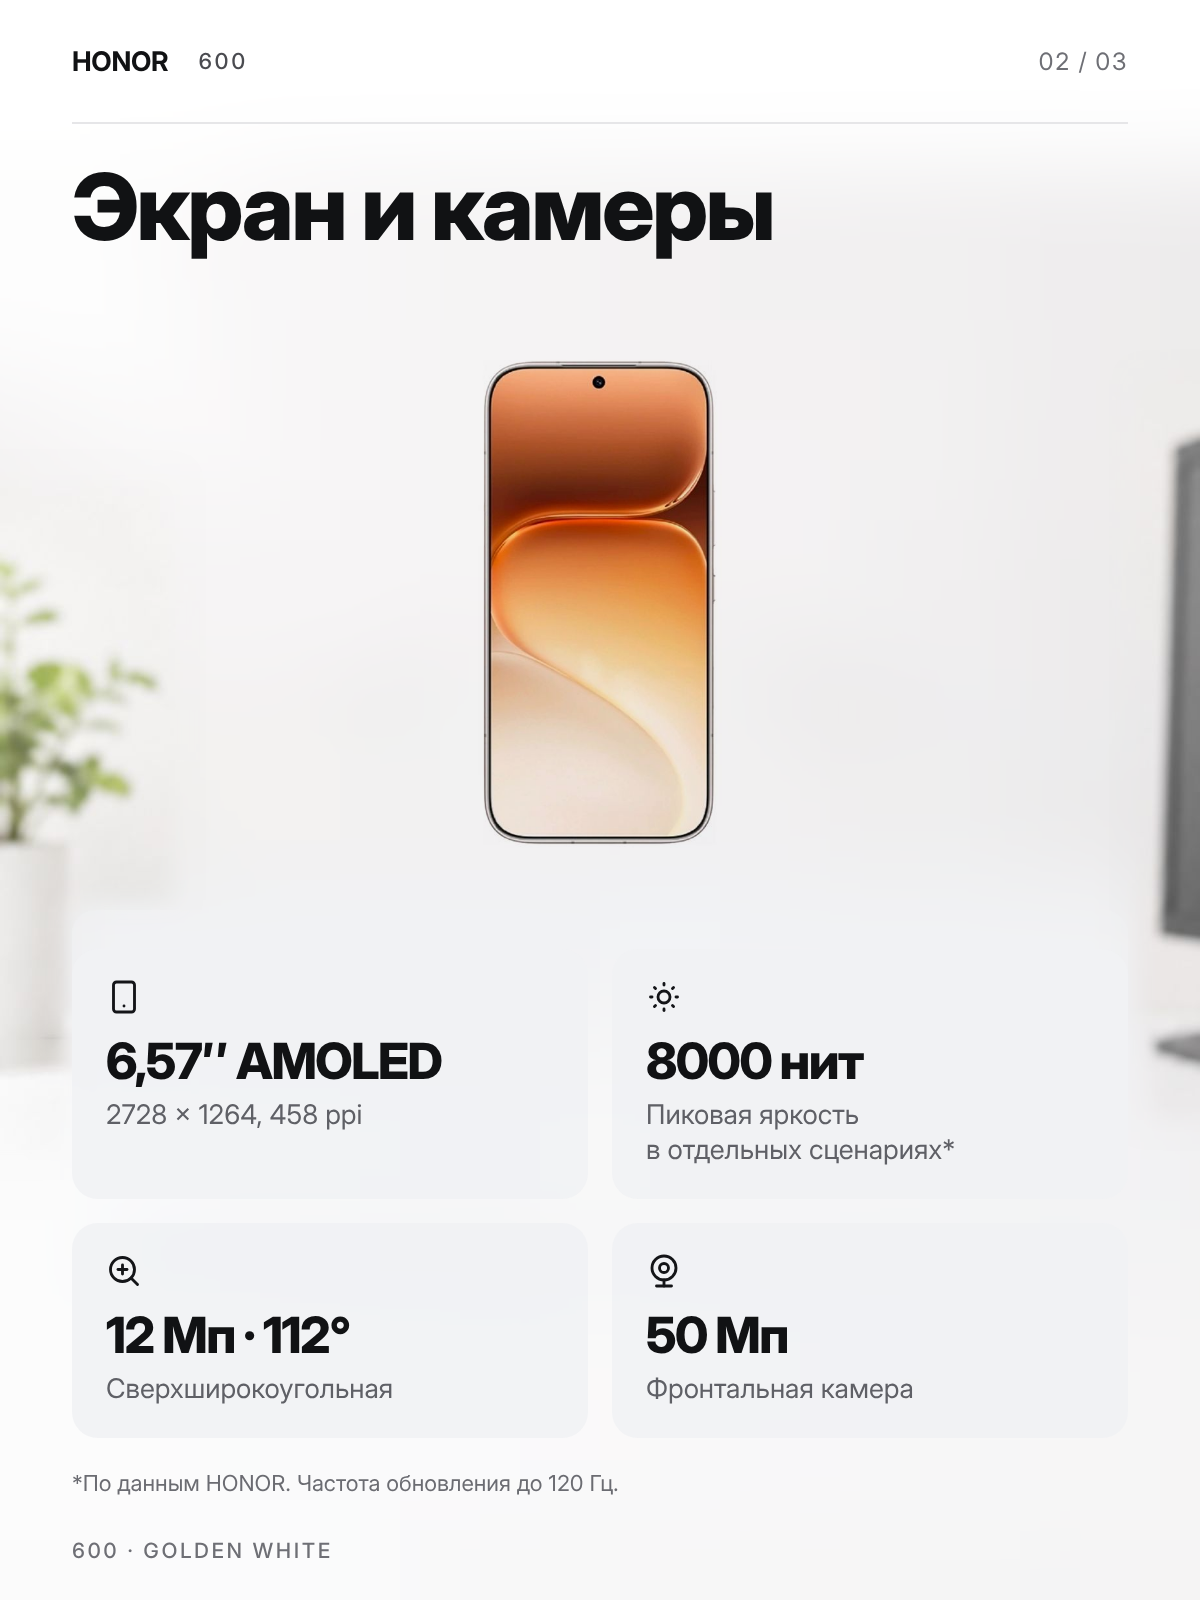 HONOR 600 02 / 03
Экран и камеры
6,57″ AMOLED
2728 × 1264, 458 ppi
8000 нит
Пиковая яркость
в отдельных сценариях*
12 Мп · 112°
Сверхширокоугольная
50 Мп
Фронтальная камера
*По данным HONOR. Частота обновления до 120 Гц.
600 · GOLDEN WHITE